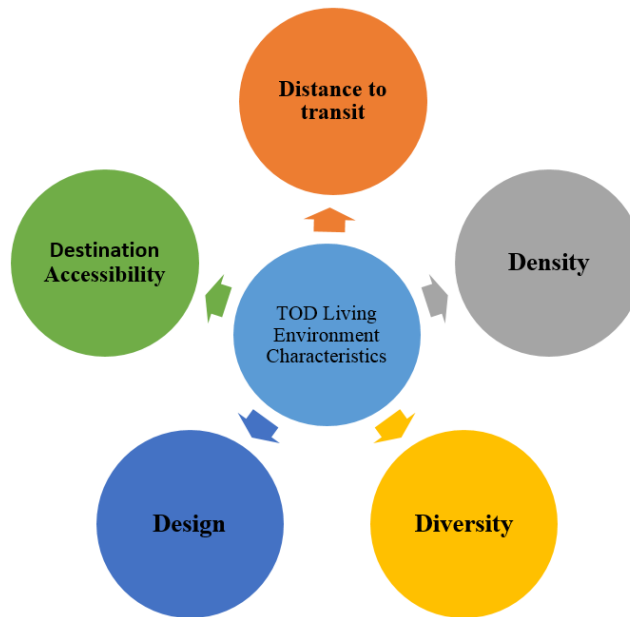 Distance to
transit
Destination
Accessibility
Density
TOD Living
Environment
Characteristics
Design
Diversity